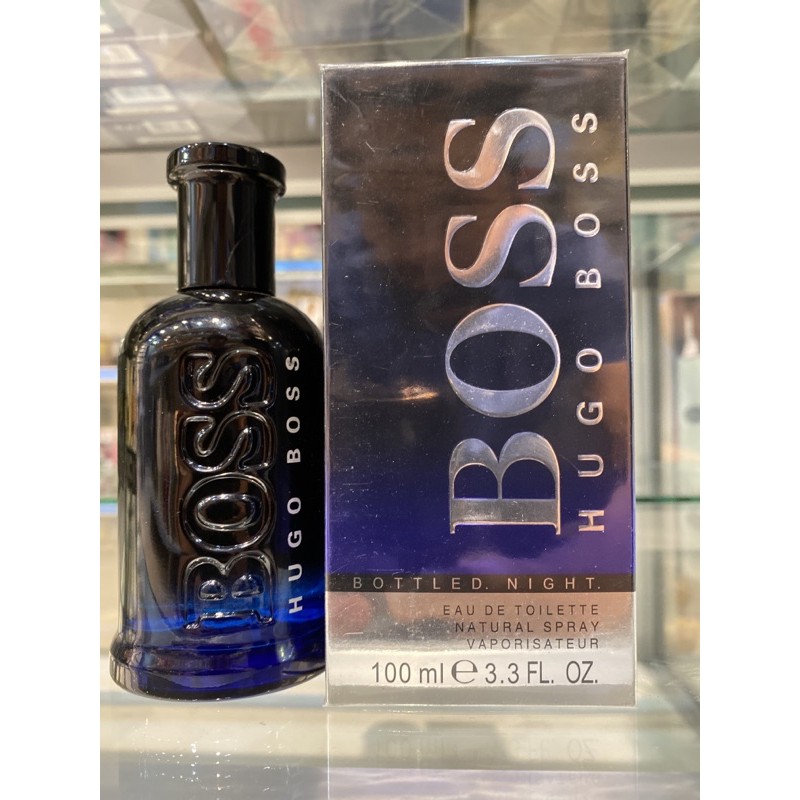 BOSS
HUGO BOSS
BOSS
HUGO BOSS
BOTTLED. NIGHT.
EAU DE TOILETTE
NATURAL SPRAY
VAPORISATEUR
100 ml ℮ 3.3 FL. OZ.